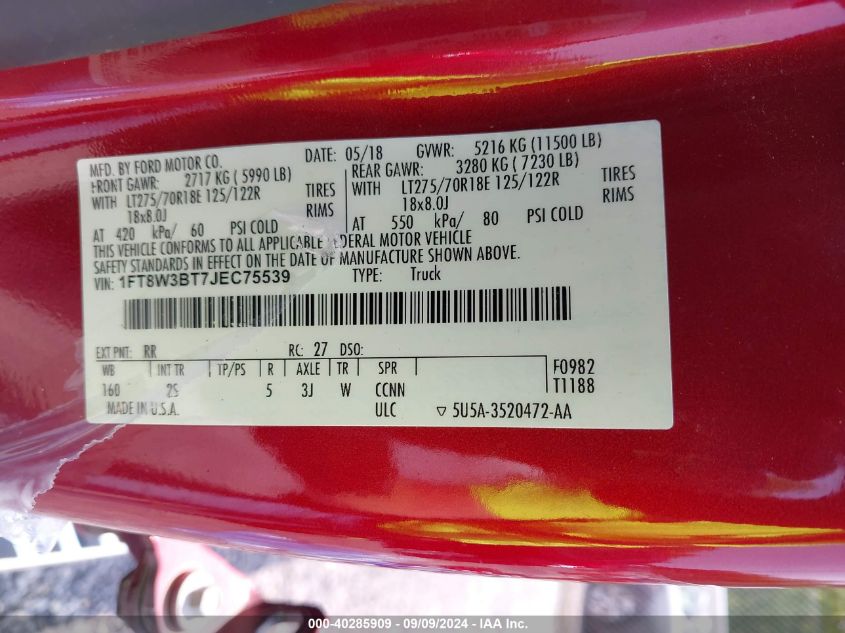 MFD. BY FORD MOTOR CO. DATE: 05/18 GVWR: 5216 KG (11500 LB)
FRONT GAWR: 2717 KG ( 5990 LB) REAR GAWR: 3280 KG ( 7230 LB)
WITH LT275/70R18E 125/122R TIRES WITH LT275/70R18E 125/122R TIRES
18x8.0J RIMS 18x8.0J RIMS
AT 420 kPa/ 60 PSI COLD AT 550 kPa/ 80 PSI COLD
THIS VEHICLE CONFORMS TO ALL APPLICABLE FEDERAL MOTOR VEHICLE
SAFETY STANDARDS IN EFFECT ON THE DATE OF MANUFACTURE SHOWN ABOVE.
VIN: 1FT8W3BT7JEC75539 TYPE: Truck
EXT PNT: RR RC: 27 DSO:
WB INT TR TP/PS R AXLE TR SPR F0982
160 2S 5 3J W CCNN T1188
MADE IN U.S.A. ULC ▽ 5U5A-3520472-AA
000-40285909 - 09/09/2024 - IAA Inc.